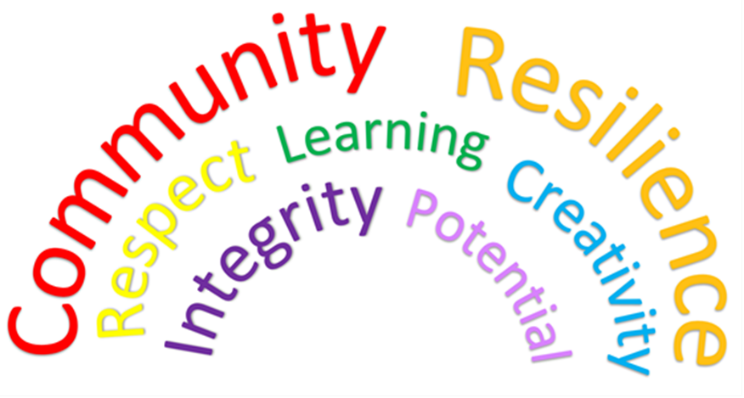 Community Resilience
Respect Learning Creativity
Integrity Potential